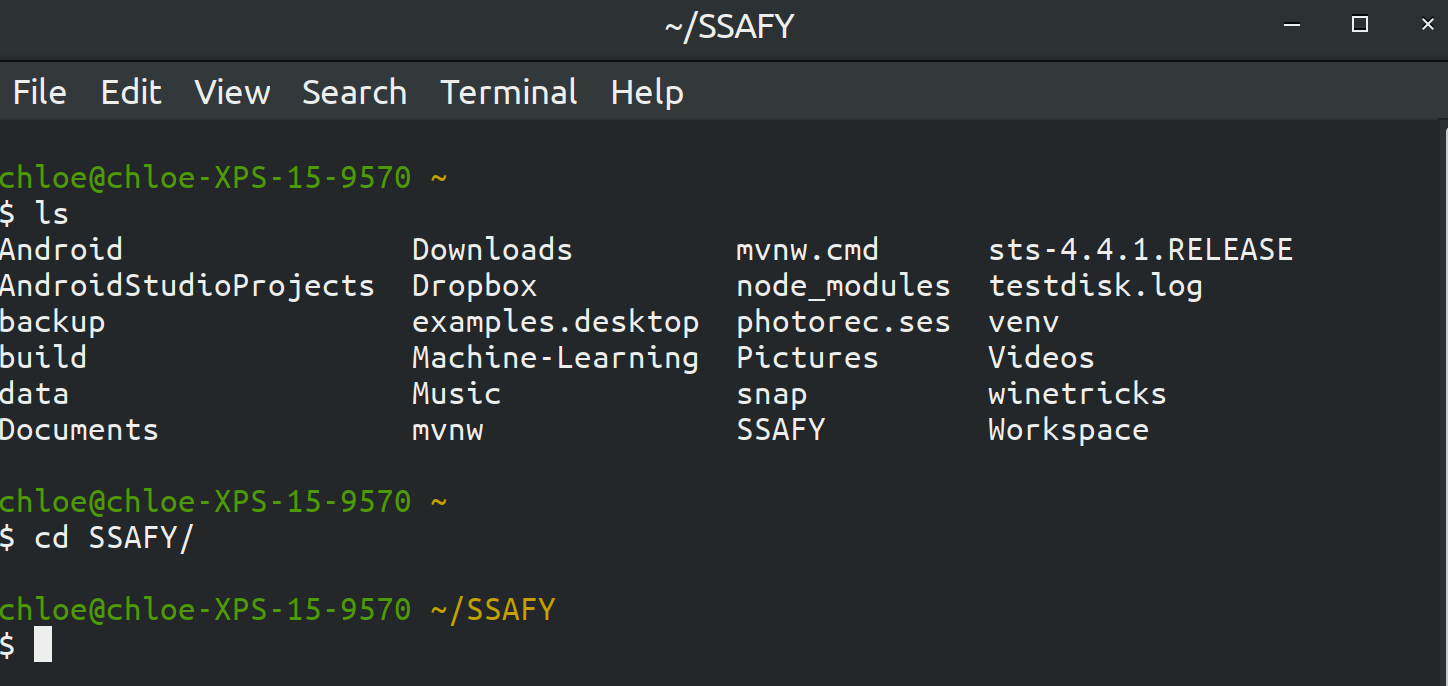 ~/SSAFY
File Edit View Search Terminal Help
chloe@chloe-XPS-15-9570 ~
$ ls
Android Downloads mvnw.cmd sts-4.4.1.RELEASE
AndroidStudioProjects Dropbox node_modules testdisk.log
backup examples.desktop photorec.ses venv
build Machine-Learning Pictures Videos
data Music snap winetricks
Documents mvnw SSAFY Workspace
chloe@chloe-XPS-15-9570 ~
$ cd SSAFY/
chloe@chloe-XPS-15-9570 ~/SSAFY
$